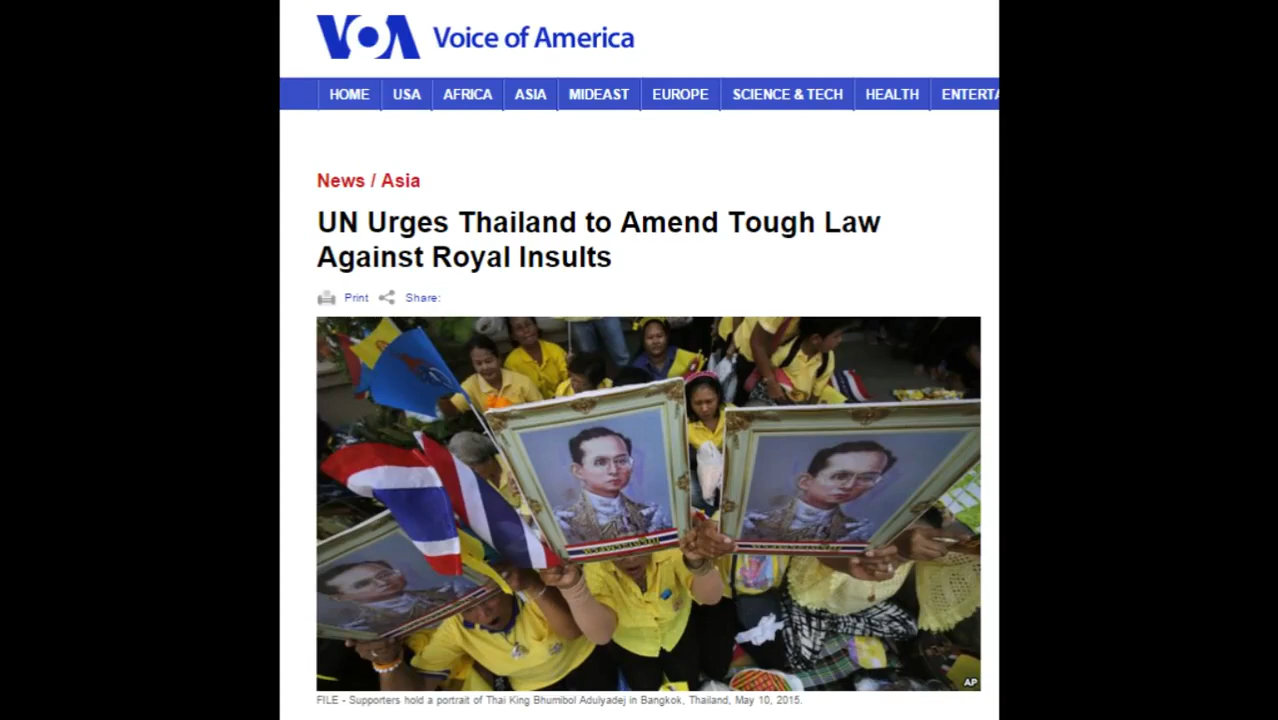 VOA Voice of America
HOME USA AFRICA ASIA MIDEAST EUROPE SCIENCE & TECH HEALTH ENTERTA
News / Asia
UN Urges Thailand to Amend Tough Law
Against Royal Insults
Print Share:
AP
FILE - Supporters hold a portrait of Thai King Bhumibol Adulyadej in Bangkok, Thailand, May 10, 2015.